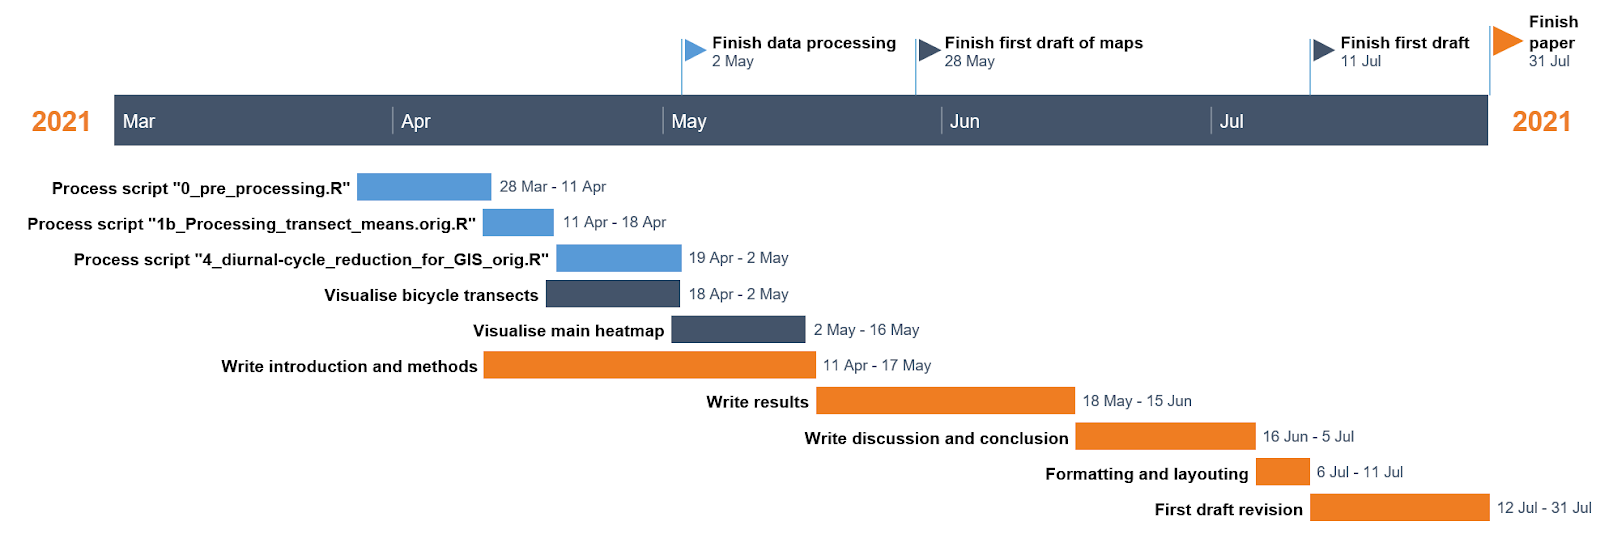 Finish data processing
2 May
Finish first draft of maps
28 May
Finish first draft
11 Jul
Finish
paper
31 Jul
2021
Mar
Apr
May
Jun
Jul
2021
Process script "0_pre_processing.R"
28 Mar - 11 Apr
Process script "1b_Processing_transect_means.orig.R"
11 Apr - 18 Apr
Process script "4_diurnal-cycle_reduction_for_GIS_orig.R"
19 Apr - 2 May
Visualise bicycle transects
18 Apr - 2 May
Visualise main heatmap
2 May - 16 May
Write introduction and methods
11 Apr - 17 May
Write results
18 May - 15 Jun
Write discussion and conclusion
16 Jun - 5 Jul
Formatting and layouting
6 Jul - 11 Jul
First draft revision
12 Jul - 31 Jul